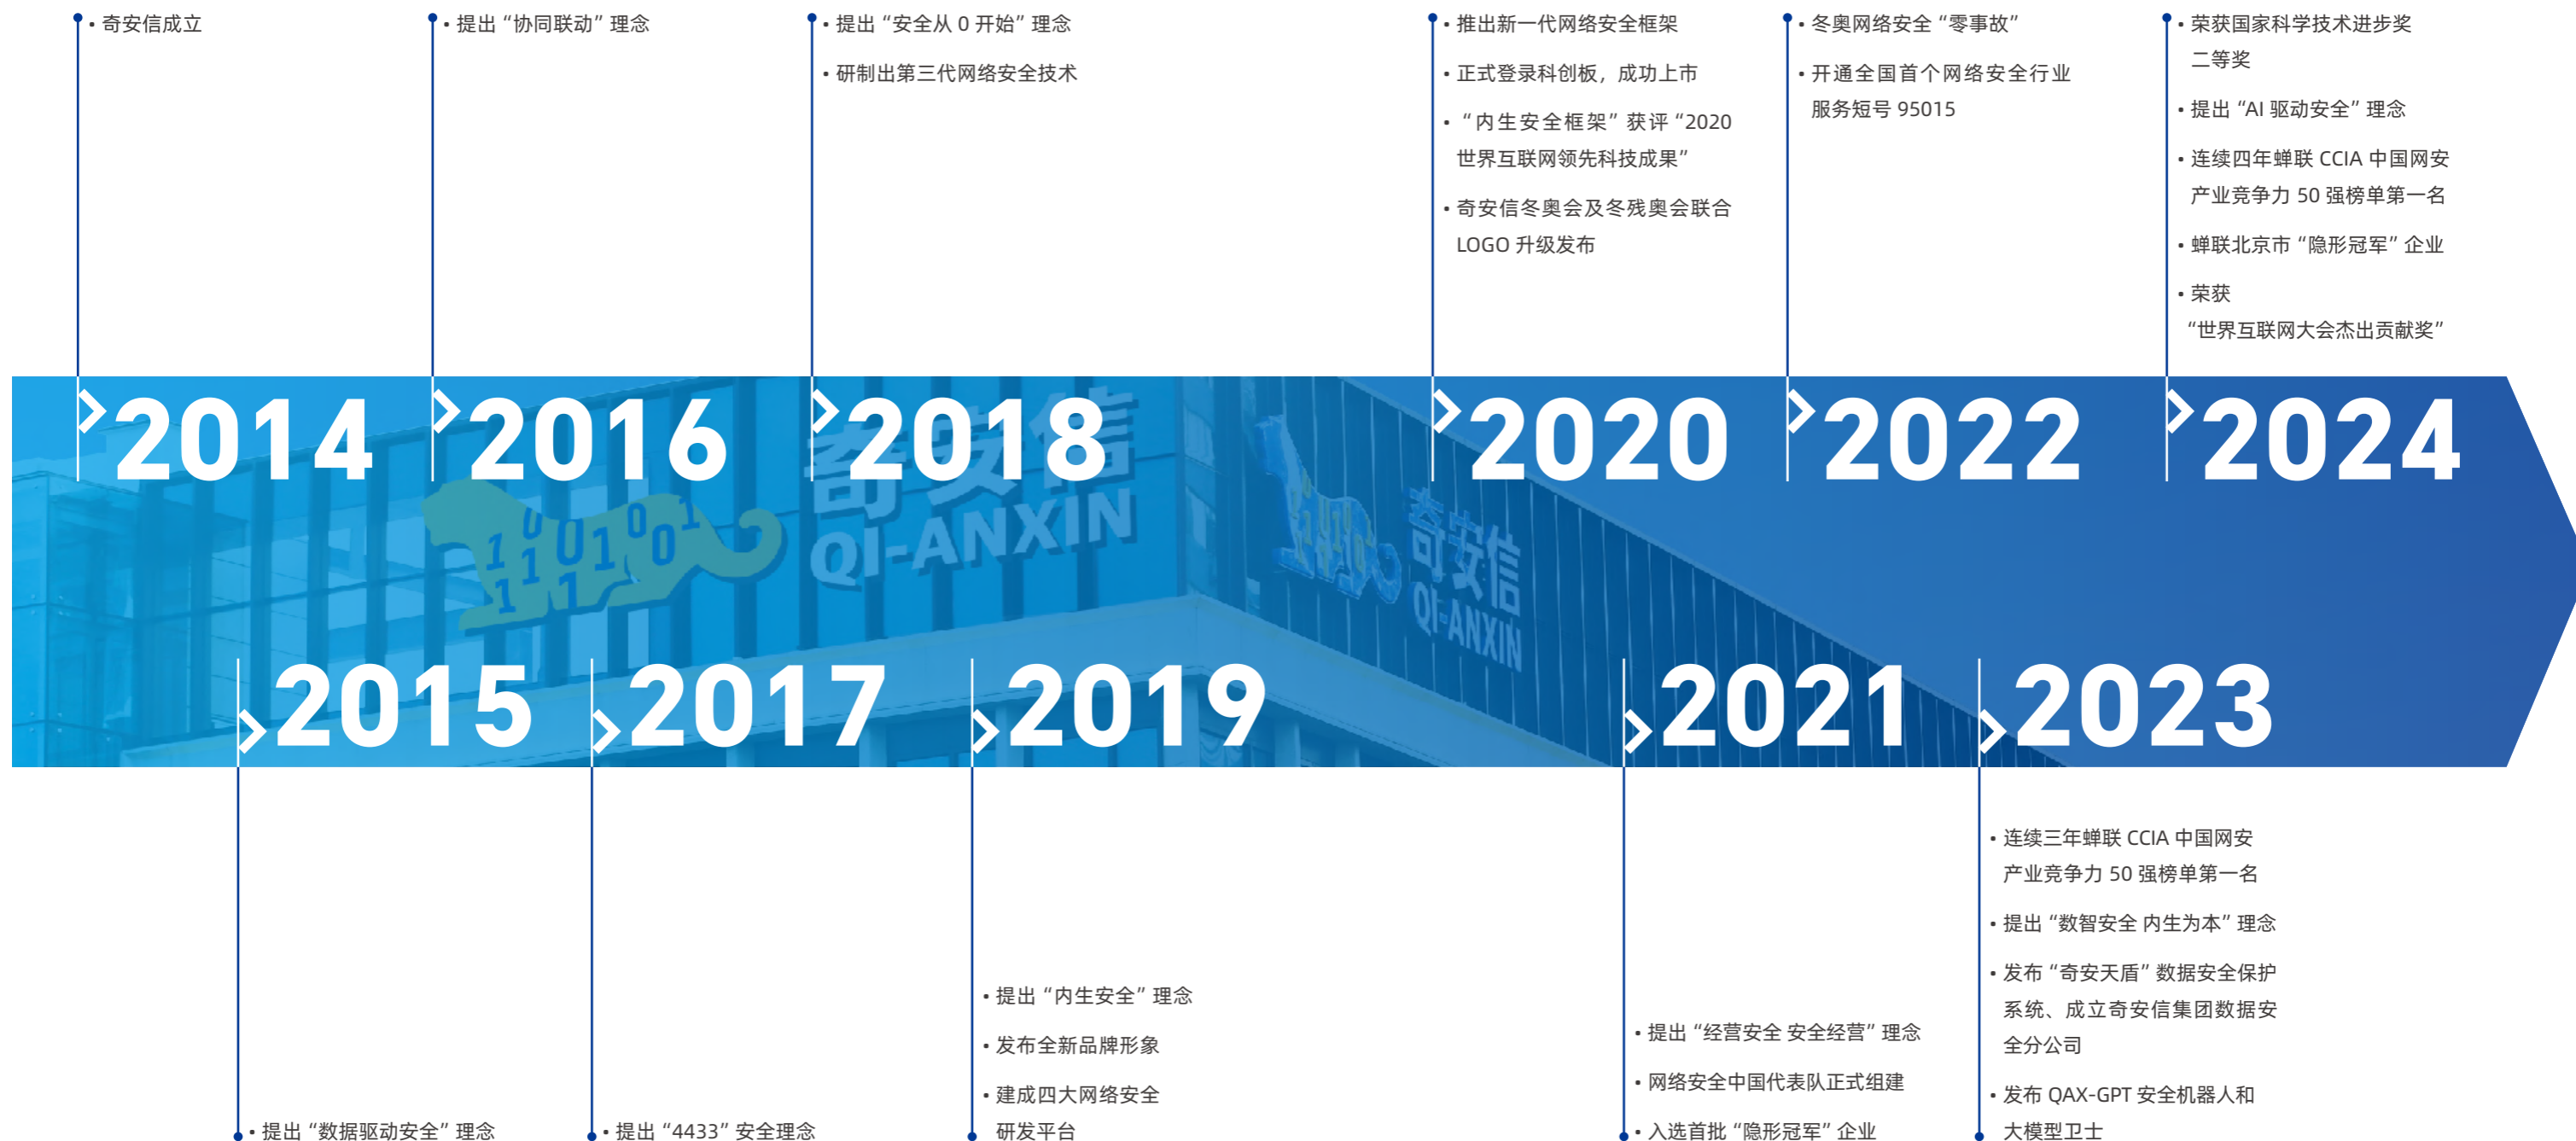 • 奇安信成立
• 提出“协同联动”理念
• 提出“安全从 0 开始”理念
• 研制出第三代网络安全技术
• 推出新一代网络安全框架
• 正式登录科创板，成功上市
• “内生安全框架”获评“2020
世界互联网领先科技成果”
• 奇安信冬奥会及冬残奥会联合
LOGO 升级发布
• 冬奥网络安全“零事故”
• 开通全国首个网络安全行业
服务短号 95015
• 荣获国家科学技术进步奖
二等奖
• 提出“AI 驱动安全”理念
• 连续四年蝉联 CCIA 中国网安
产业竞争力 50 强榜单第一名
• 蝉联北京市“隐形冠军”企业
• 荣获
“世界互联网大会杰出贡献奖”
2014
2016
2018
2020
2022
2024
奇安信
QI-ANXIN
奇安信
QI-ANXIN
2015
2017
2019
2021
2023
• 提出“数据驱动安全”理念
• 提出“4433”安全理念
• 提出“内生安全”理念
• 发布全新品牌形象
• 建成四大网络安全
研发平台
• 提出“经营安全 安全经营”理念
• 网络安全中国代表队正式组建
• 入选首批“隐形冠军”企业
• 连续三年蝉联 CCIA 中国网安
产业竞争力 50 强榜单第一名
• 提出“数智安全 内生为本”理念
• 发布“奇安天盾”数据安全保护
系统、成立奇安信集团数据安
全分公司
• 发布 QAX-GPT 安全机器人和
大模型卫士